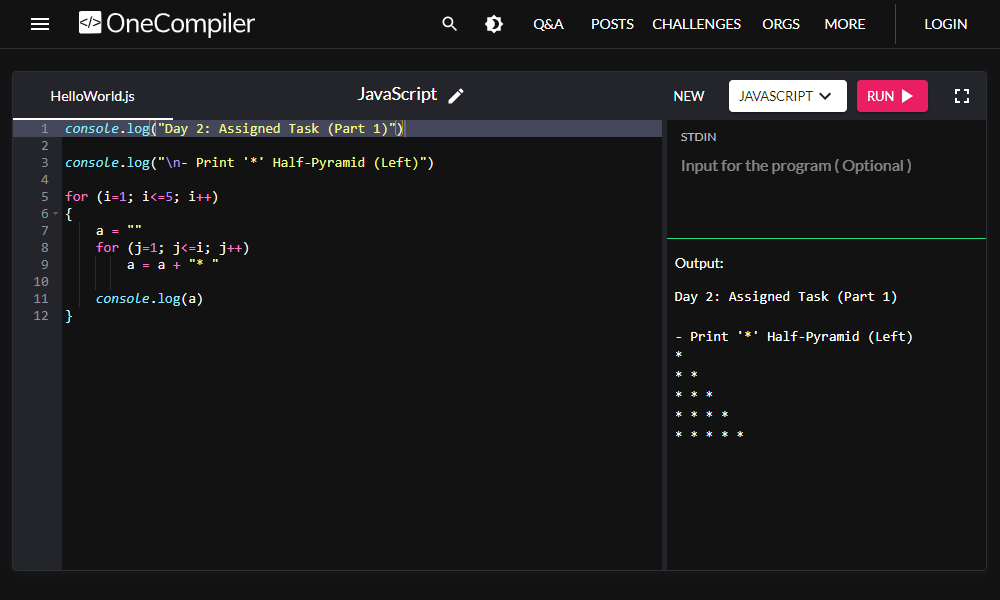 </> OneCompiler
Q&A POSTS CHALLENGES ORGS MORE LOGIN
HelloWorld.js JavaScript NEW JAVASCRIPT RUN
1 console.log("Day 2: Assigned Task (Part 1)")
2
3 console.log("\n- Print '*' Half-Pyramid (Left)")
4
5 for (i=1; i<=5; i++)
6 {
7     a = ""
8     for (j=1; j<=i; j++)
9         a = a + "* "
10
11     console.log(a)
12 }
STDIN
Input for the program ( Optional )
Output:
Day 2: Assigned Task (Part 1)
- Print '*' Half-Pyramid (Left)
*
* *
* * *
* * * *
* * * * *